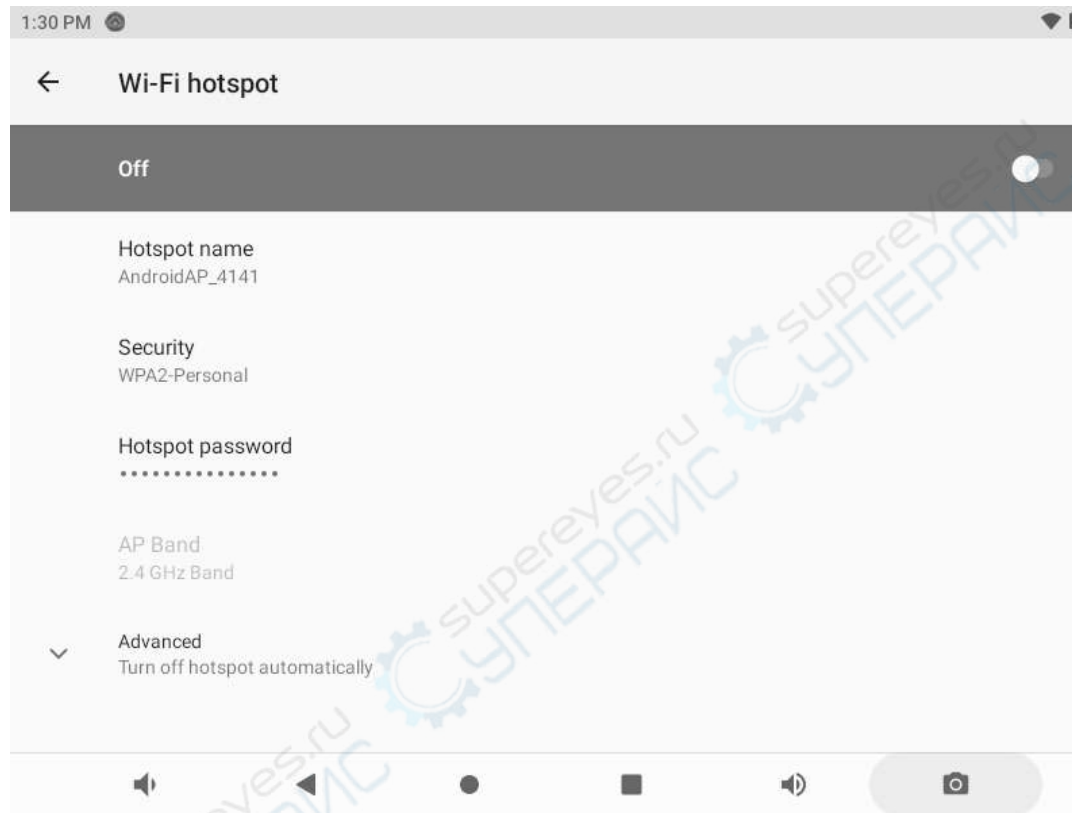 1:30 PM
Wi-Fi hotspot
Off
Hotspot name
AndroidAP_4141
Security
WPA2-Personal
Hotspot password
•••••••••••••••
AP Band
2.4 GHz Band
Advanced
Turn off hotspot automatically
supereyes.ru
СУПЕРАЙС
supereyes.ru
СУПЕРАЙС